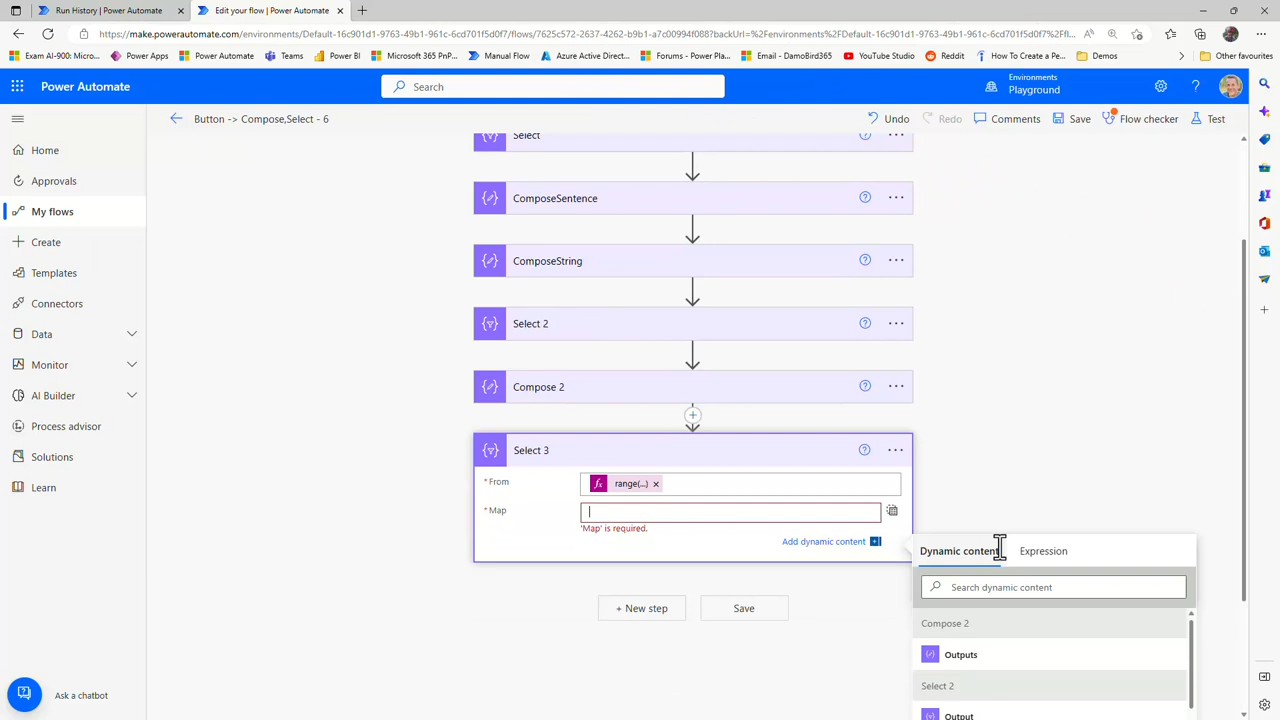 Run History | Power Automate
Edit your flow | Power Automate
https://make.powerautomate.com/environments/Default-16c901d1-9763-49b1-961c-6cd701f5d0f7/flows/7625c572-2637-4262-b9b1-a7c00994f088?backUrl=%2Fenvironments%2FDefault-16c901d1-9763-49b1-961c-6cd701f5d0f7%2Ffl...
Exam AI-900: Micro...
Power Apps
Power Automate
Teams
Power BI
Microsoft 365 PnP...
Manual Flow
Azure Active Direct...
Forums - Power Pla...
Email - DamoBird365
YouTube Studio
Reddit
How To Create a Pe...
Demos
Other favourites
Power Automate
Search
Environments
Playground
Button -> Compose,Select - 6
Undo
Redo
Comments
Save
Flow checker
Test
Home
Approvals
My flows
Create
Templates
Connectors
Data
Monitor
AI Builder
Process advisor
Solutions
Learn
Ask a chatbot
Select
ComposeSentence
ComposeString
Select 2
Compose 2
Select 3
* From
range(...) ×
* Map
'Map' is required.
Add dynamic content
+ New step
Save
Dynamic content
Expression
Search dynamic content
Compose 2
Outputs
Select 2
Output